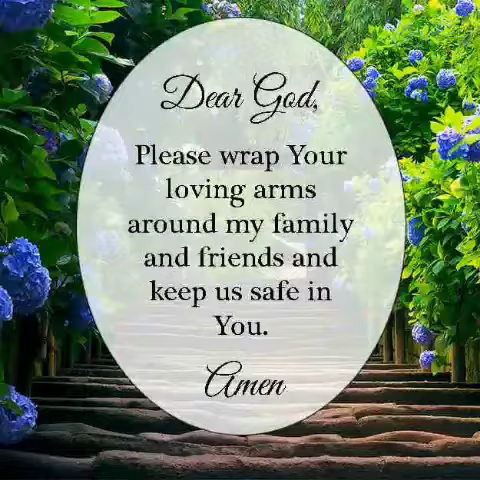 Dear God,
Please wrap Your
loving arms
around my family
and friends and
keep us safe in
You.
Amen